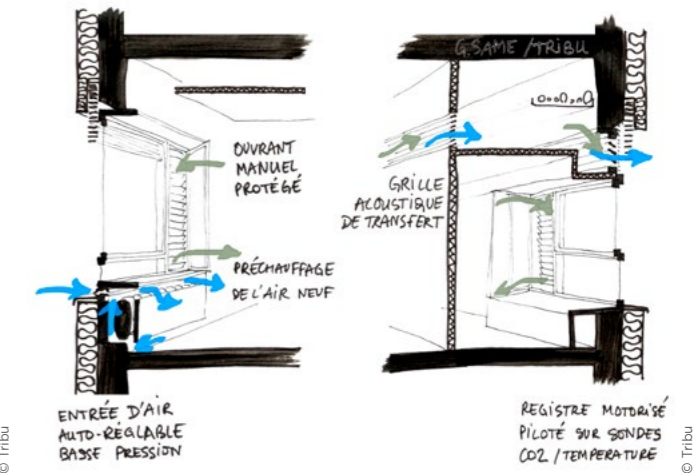 G.SAME /TRIBU
OUVRANT
MANUEL
PROTÉGÉ
PRÉCHAUFFAGE
DE L'AIR NEUF
GRILLE
ACOUSTIQUE
DE TRANSFERT
ENTRÉE D'AIR
AUTO-RÉGLABLE
BASSE PRESSION
REGISTRE MOTORISÉ
PILOTÉ SUR SONDES
CO2 / TEMPERATURE
© Tribu
© Tribu